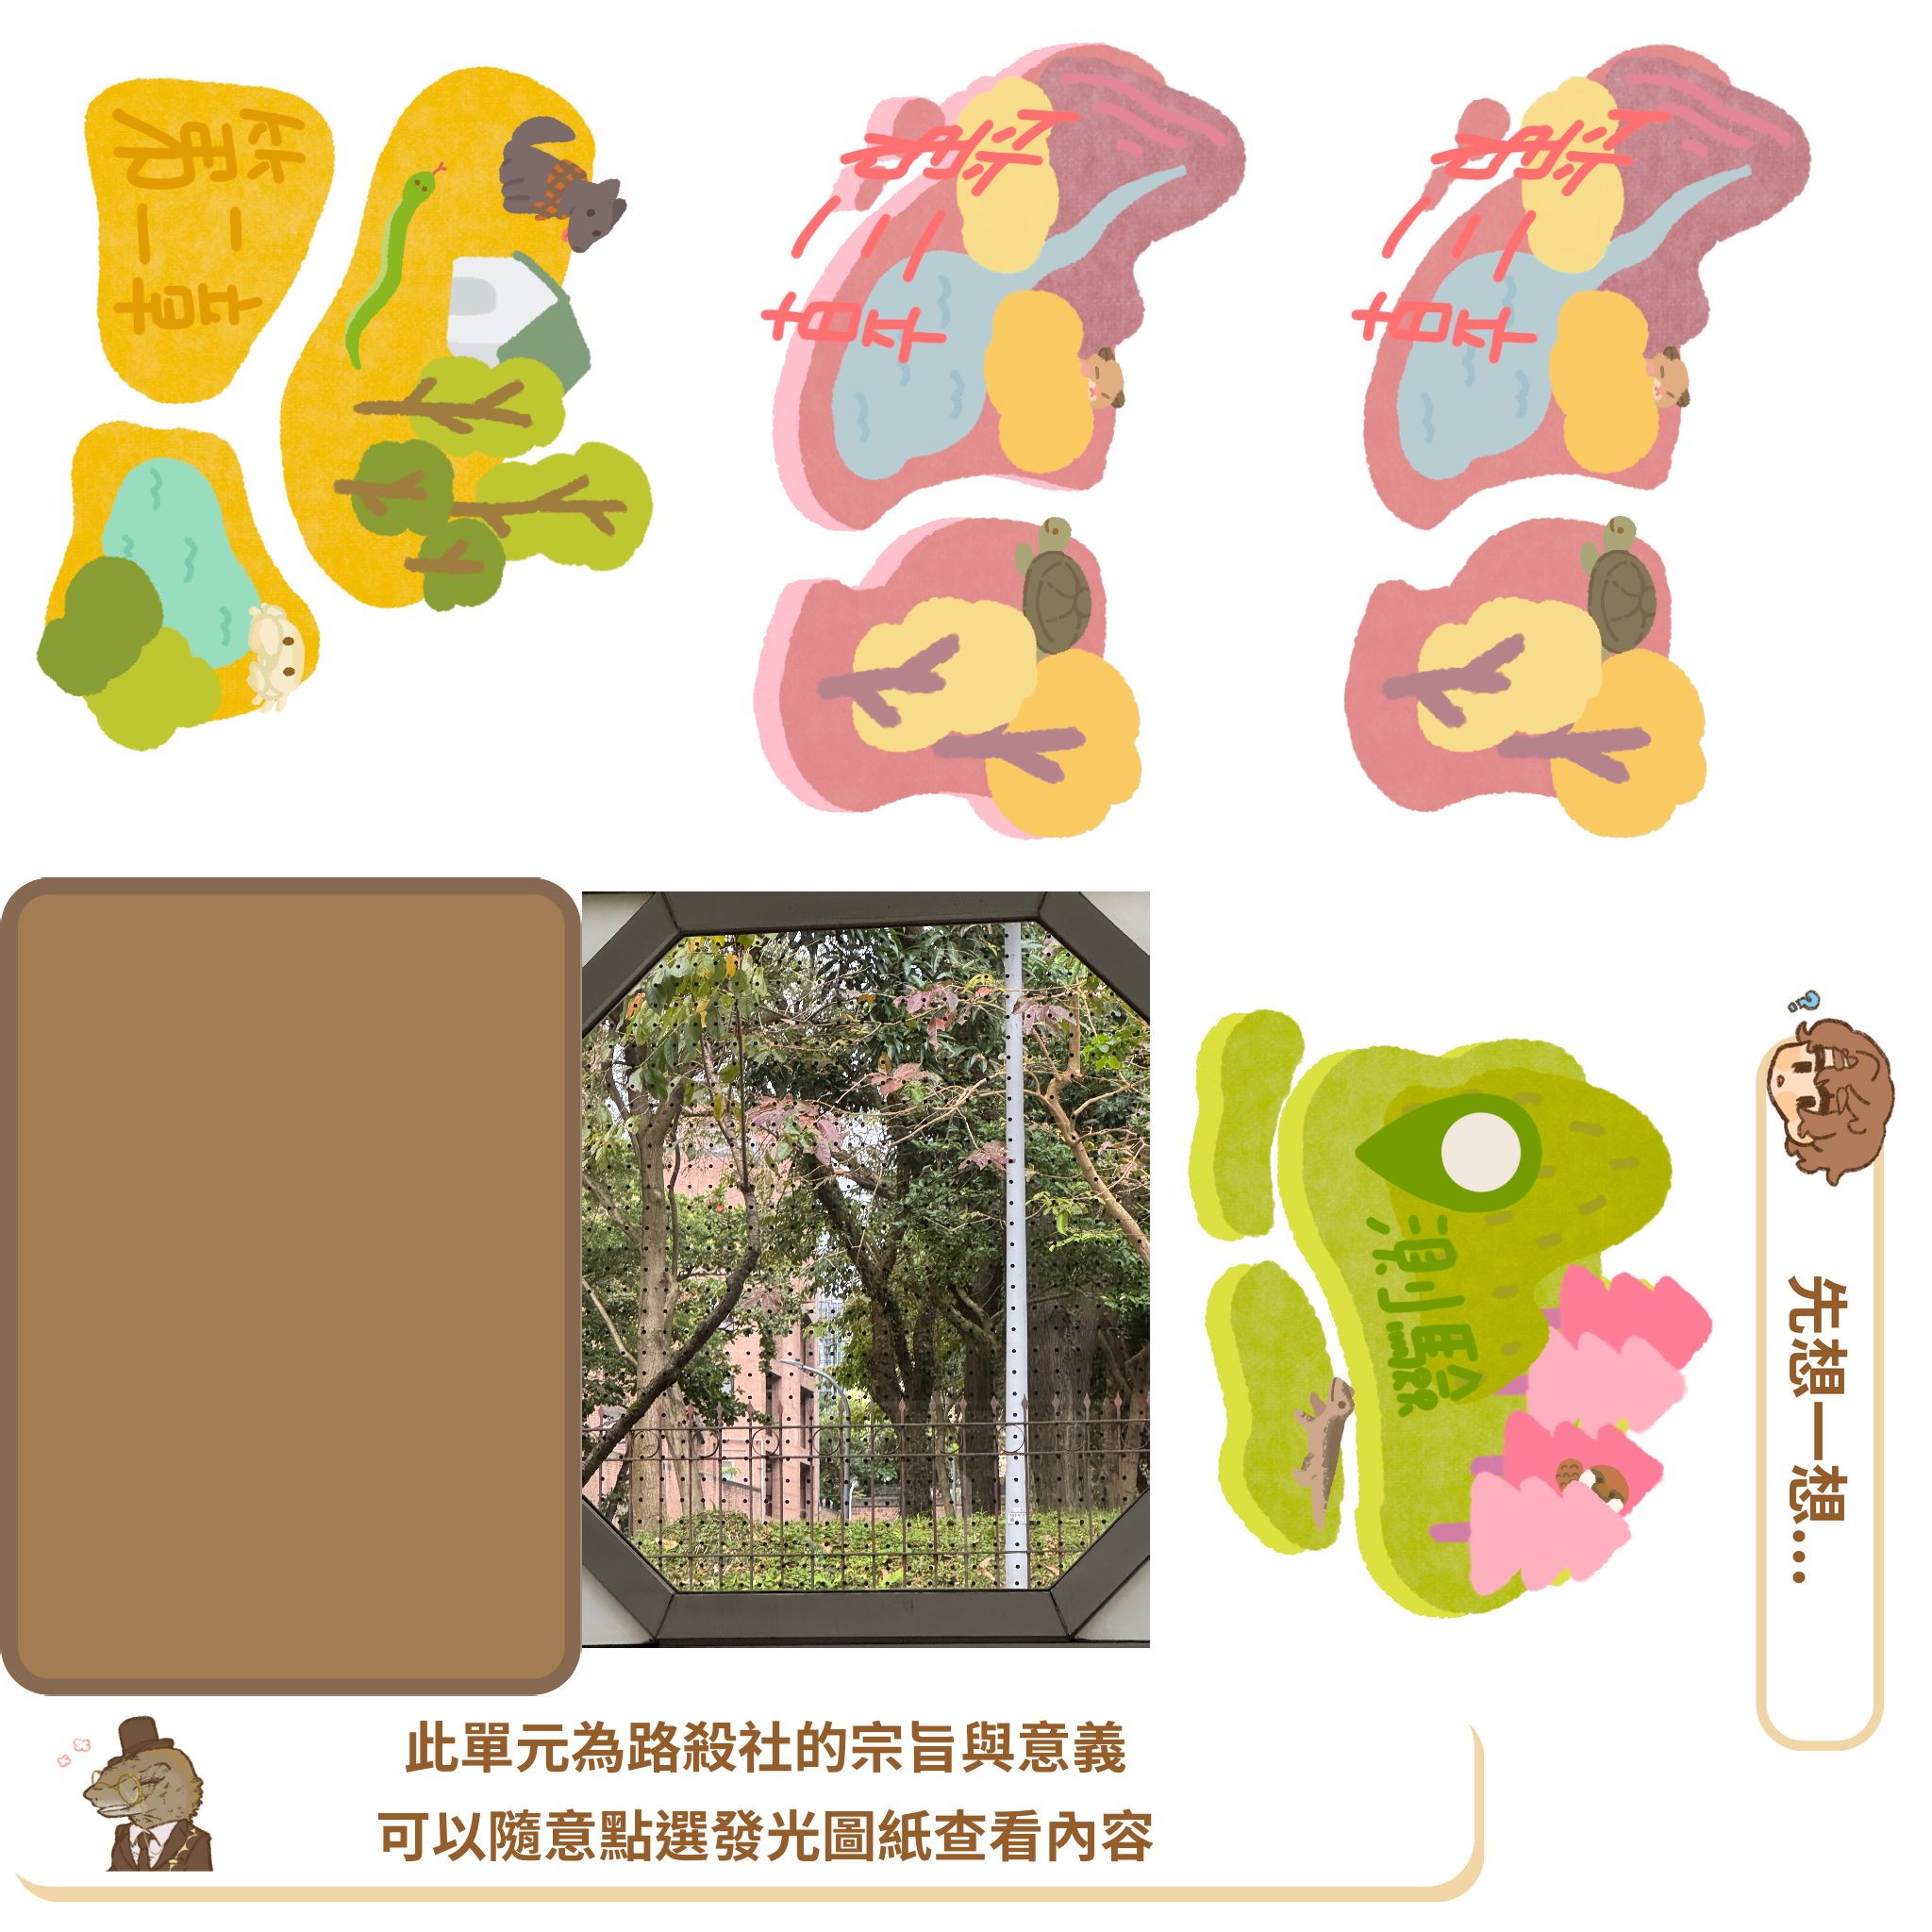 第一章
第二章
第二章
測驗
先想一想...
此單元為路殺社的宗旨與意義
可以隨意點選發光圖紙查看內容